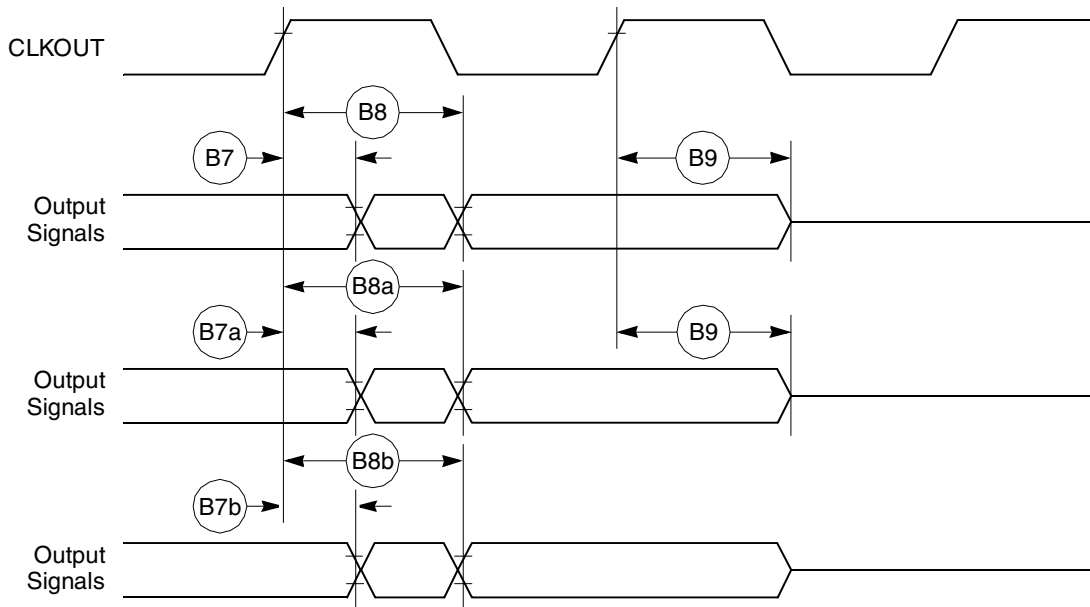 CLKOUT
B8
B7
B9
Output
Signals
B8a
B7a
B9
Output
Signals
B8b
B7b
Output
Signals